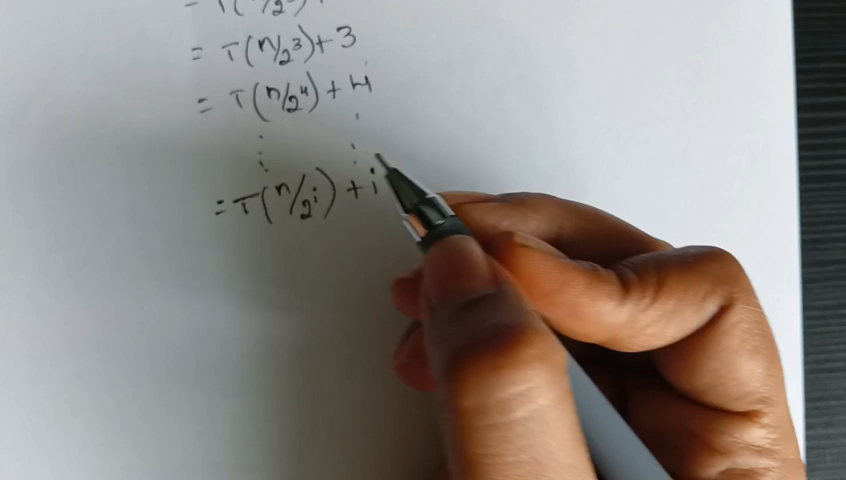 = T(n/2³) + 3
= T(n/2⁴) + 4
= T(n/2ⁱ) + i